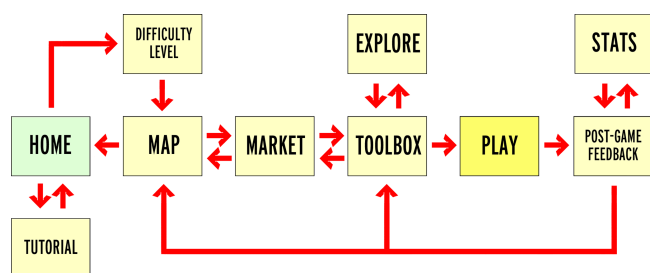 DIFFICULTY
LEVEL
EXPLORE
STATS
HOME
MAP
MARKET
TOOLBOX
PLAY
POST-GAME
FEEDBACK
TUTORIAL